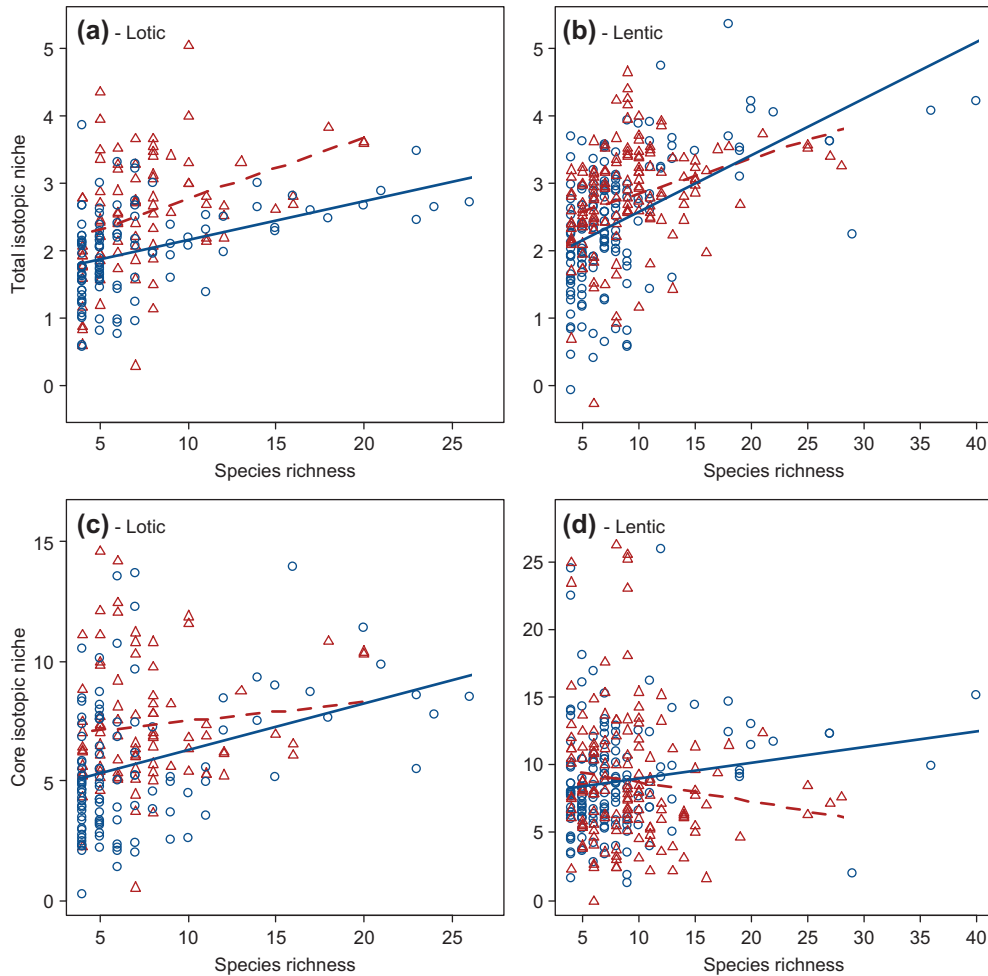 (a) - Lotic
(b) - Lentic
Total isotopic niche
5
4
3
2
1
0
5
4
3
2
1
0
5 10 15 20 25
5 10 15 20 25 30 35 40
Species richness
Species richness
(c) - Lotic
(d) - Lentic
Core isotopic niche
15
10
5
0
25
20
15
10
5
0
5 10 15 20 25
5 10 15 20 25 30 35 40
Species richness
Species richness